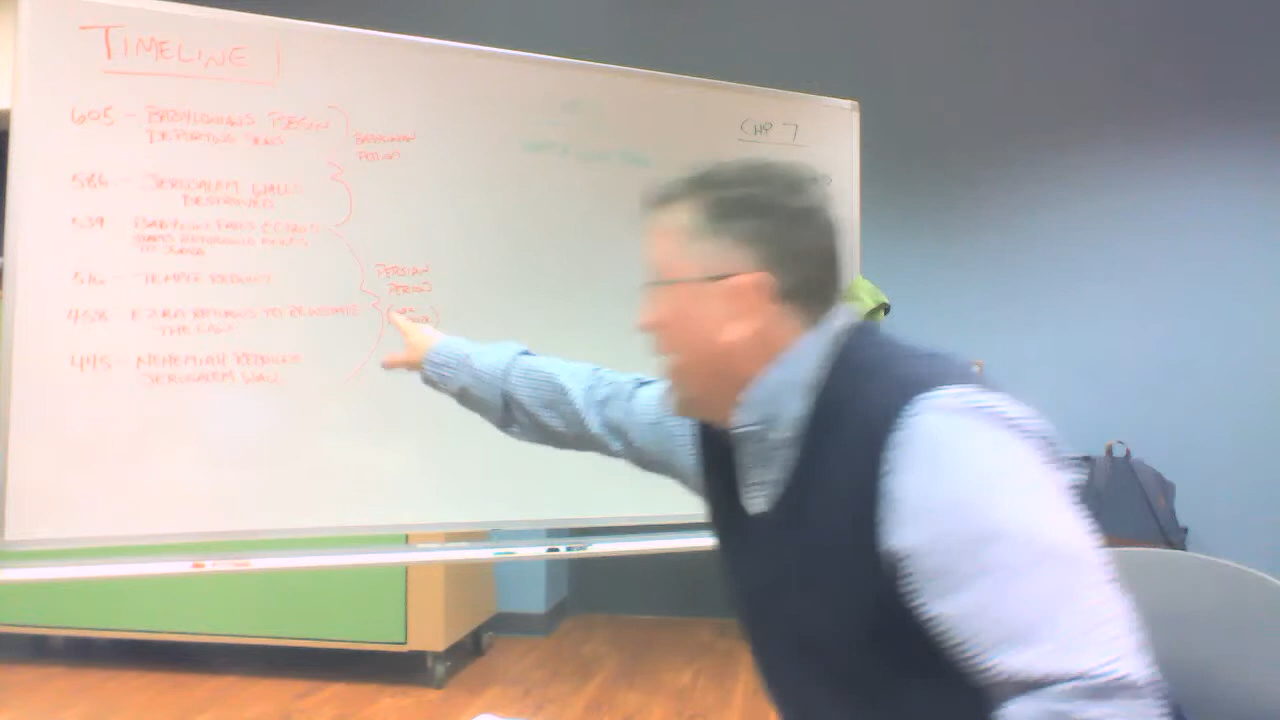 TIMELINE
605 - BABYLONIANS BEGIN
DEPORTING JEWS
BABYLONIAN
PERIOD
586 - JERUSALEM WALLS
DESTROYED
539 BABYLON FALLS CYRUS
TO JUDAH
516 - TEMPLE REBUILT
458 EZRA RETURNS TO
THE LAW
445 - NEHEMIAH REBUILDS
JERUSALEM WALL
PERSIAN
PERIOD
CHP 7